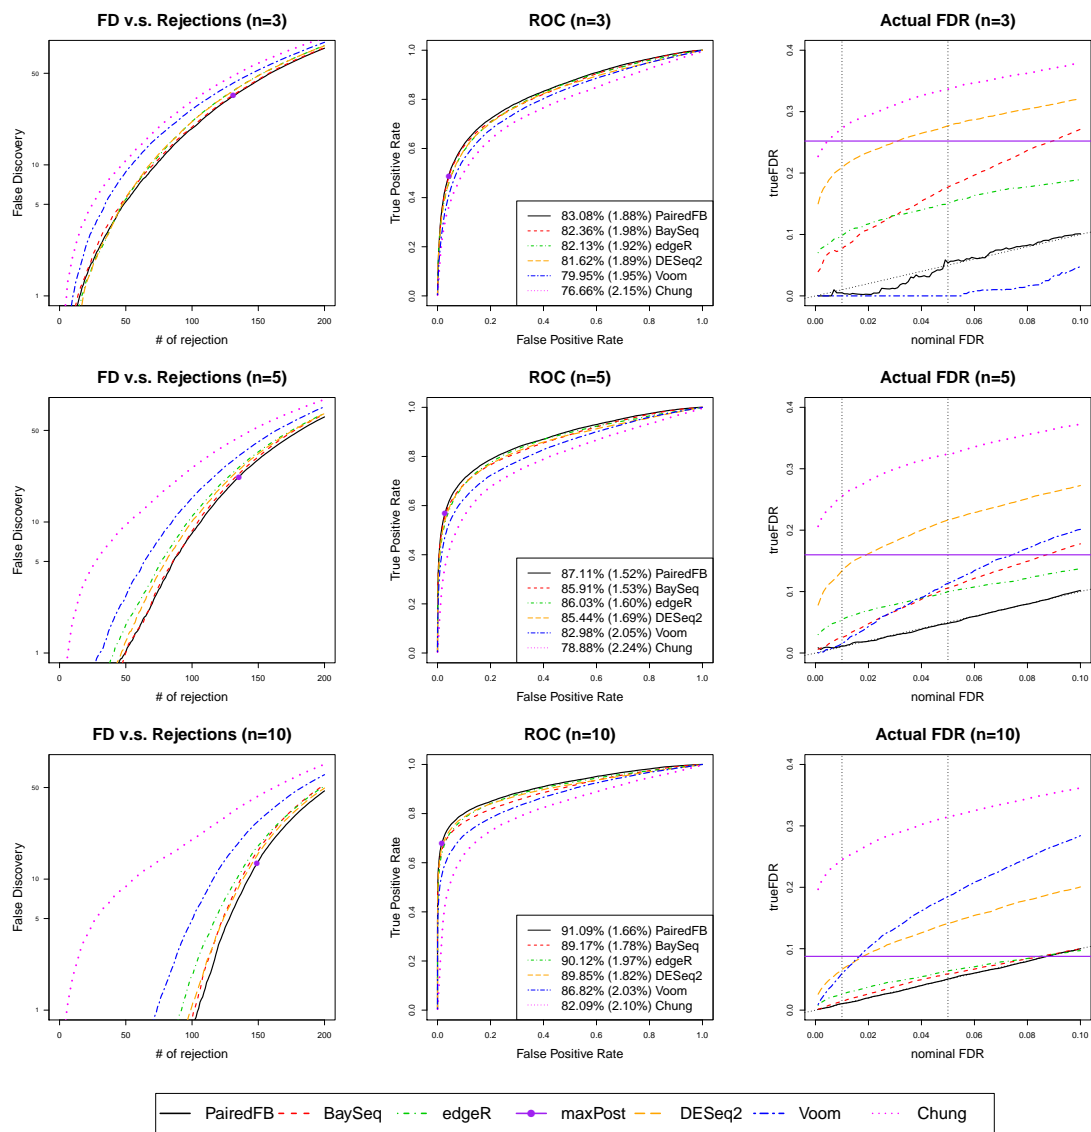 FD v.s. Rejections (n=3)
False Discovery
50
10
5
1
0
50
100
150
200
# of rejection
ROC (n=3)
True Positive Rate
1.0
0.8
0.6
0.4
0.2
0.0
83.08% (1.88%) PairedFB
82.36% (1.98%) BaySeq
82.13% (1.92%) edgeR
81.62% (1.89%) DESeq2
79.95% (1.95%) Voom
76.66% (2.15%) Chung
0.0
0.2
0.4
0.6
0.8
1.0
False Positive Rate
Actual FDR (n=3)
trueFDR
0.4
0.3
0.2
0.1
0.0
0.00
0.02
0.04
0.06
0.08
0.10
nominal FDR
FD v.s. Rejections (n=5)
False Discovery
50
10
5
1
0
50
100
150
200
# of rejection
ROC (n=5)
True Positive Rate
1.0
0.8
0.6
0.4
0.2
0.0
87.11% (1.52%) PairedFB
85.91% (1.53%) BaySeq
86.03% (1.60%) edgeR
85.44% (1.69%) DESeq2
82.98% (2.05%) Voom
78.88% (2.24%) Chung
0.0
0.2
0.4
0.6
0.8
1.0
False Positive Rate
Actual FDR (n=5)
trueFDR
0.4
0.3
0.2
0.1
0.0
0.00
0.02
0.04
0.06
0.08
0.10
nominal FDR
FD v.s. Rejections (n=10)
False Discovery
50
10
5
1
0
50
100
150
200
# of rejection
ROC (n=10)
True Positive Rate
1.0
0.8
0.6
0.4
0.2
0.0
91.09% (1.66%) PairedFB
89.17% (1.78%) BaySeq
90.12% (1.97%) edgeR
89.85% (1.82%) DESeq2
86.82% (2.03%) Voom
82.09% (2.10%) Chung
0.0
0.2
0.4
0.6
0.8
1.0
False Positive Rate
Actual FDR (n=10)
trueFDR
0.4
0.3
0.2
0.1
0.0
0.00
0.02
0.04
0.06
0.08
0.10
nominal FDR
PairedFB BaySeq edgeR maxPost DESeq2 Voom Chung